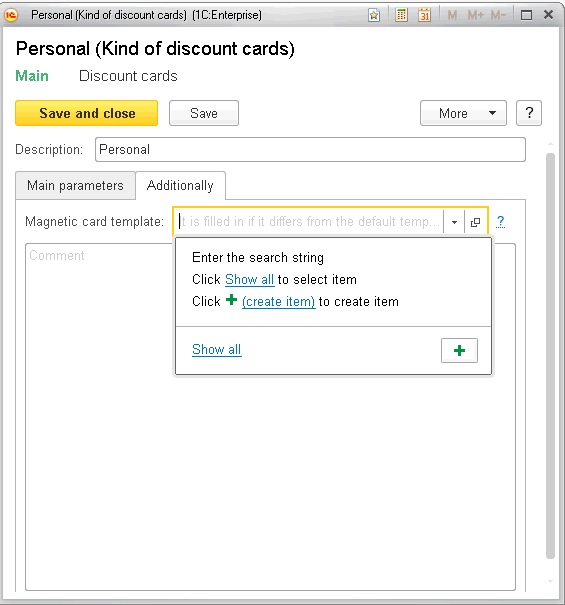 Personal (Kind of discount cards) (1C:Enterprise)
31 M M+ M-
Personal (Kind of discount cards)
Main Discount cards
Save and close Save More ?
Description: Personal
Main parameters Additionally
Magnetic card template: It is filled in if it differs from the default temp... ?
Comment
Enter the search string
Click Show all to select item
Click + (create item) to create item
Show all +